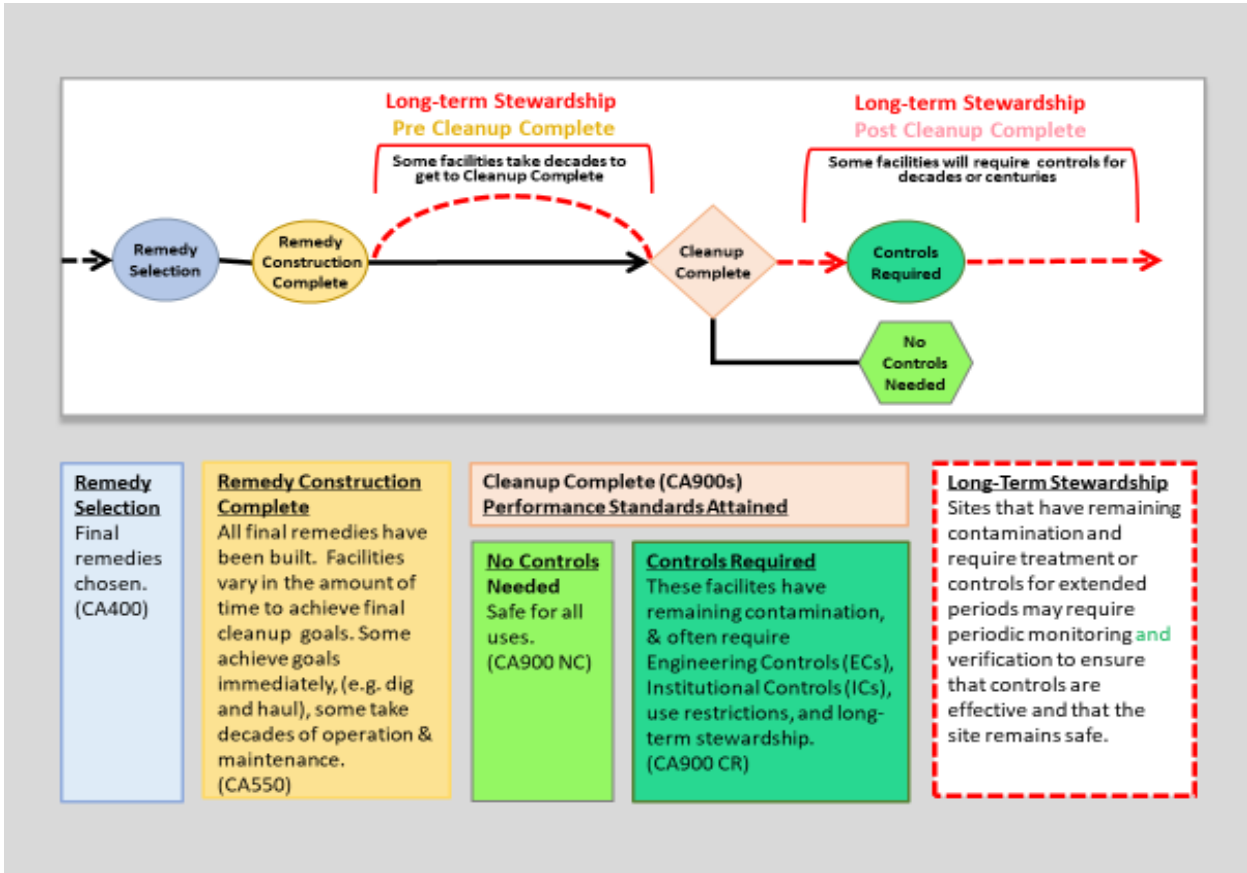 Long-term Stewardship
Pre Cleanup Complete
Some facilities take decades to
get to Cleanup Complete
Long-term Stewardship
Post Cleanup Complete
Some facilities will require controls for
decades or centuries
Remedy
Selection
Remedy
Construction
Complete
Cleanup
Complete
Controls
Required
No
Controls
Needed
Remedy
Selection
Final
remedies
chosen.
(CA400)
Remedy Construction
Complete
All final remedies have
been built. Facilities
vary in the amount of
time to achieve final
cleanup goals. Some
achieve goals
immediately, (e.g. dig
and haul), some take
decades of operation &
maintenance.
(CA550)
Cleanup Complete (CA900s)
Performance Standards Attained
No Controls
Needed
Safe for all
uses.
(CA900 NC)
Controls Required
These facilites have
remaining contamination,
& often require
Engineering Controls (ECs),
Institutional Controls (ICs),
use restrictions, and long-
term stewardship.
(CA900 CR)
Long-Term Stewardship
Sites that have remaining
contamination and
require treatment or
controls for extended
periods may require
periodic monitoring and
verification to ensure
that controls are
effective and that the
site remains safe.